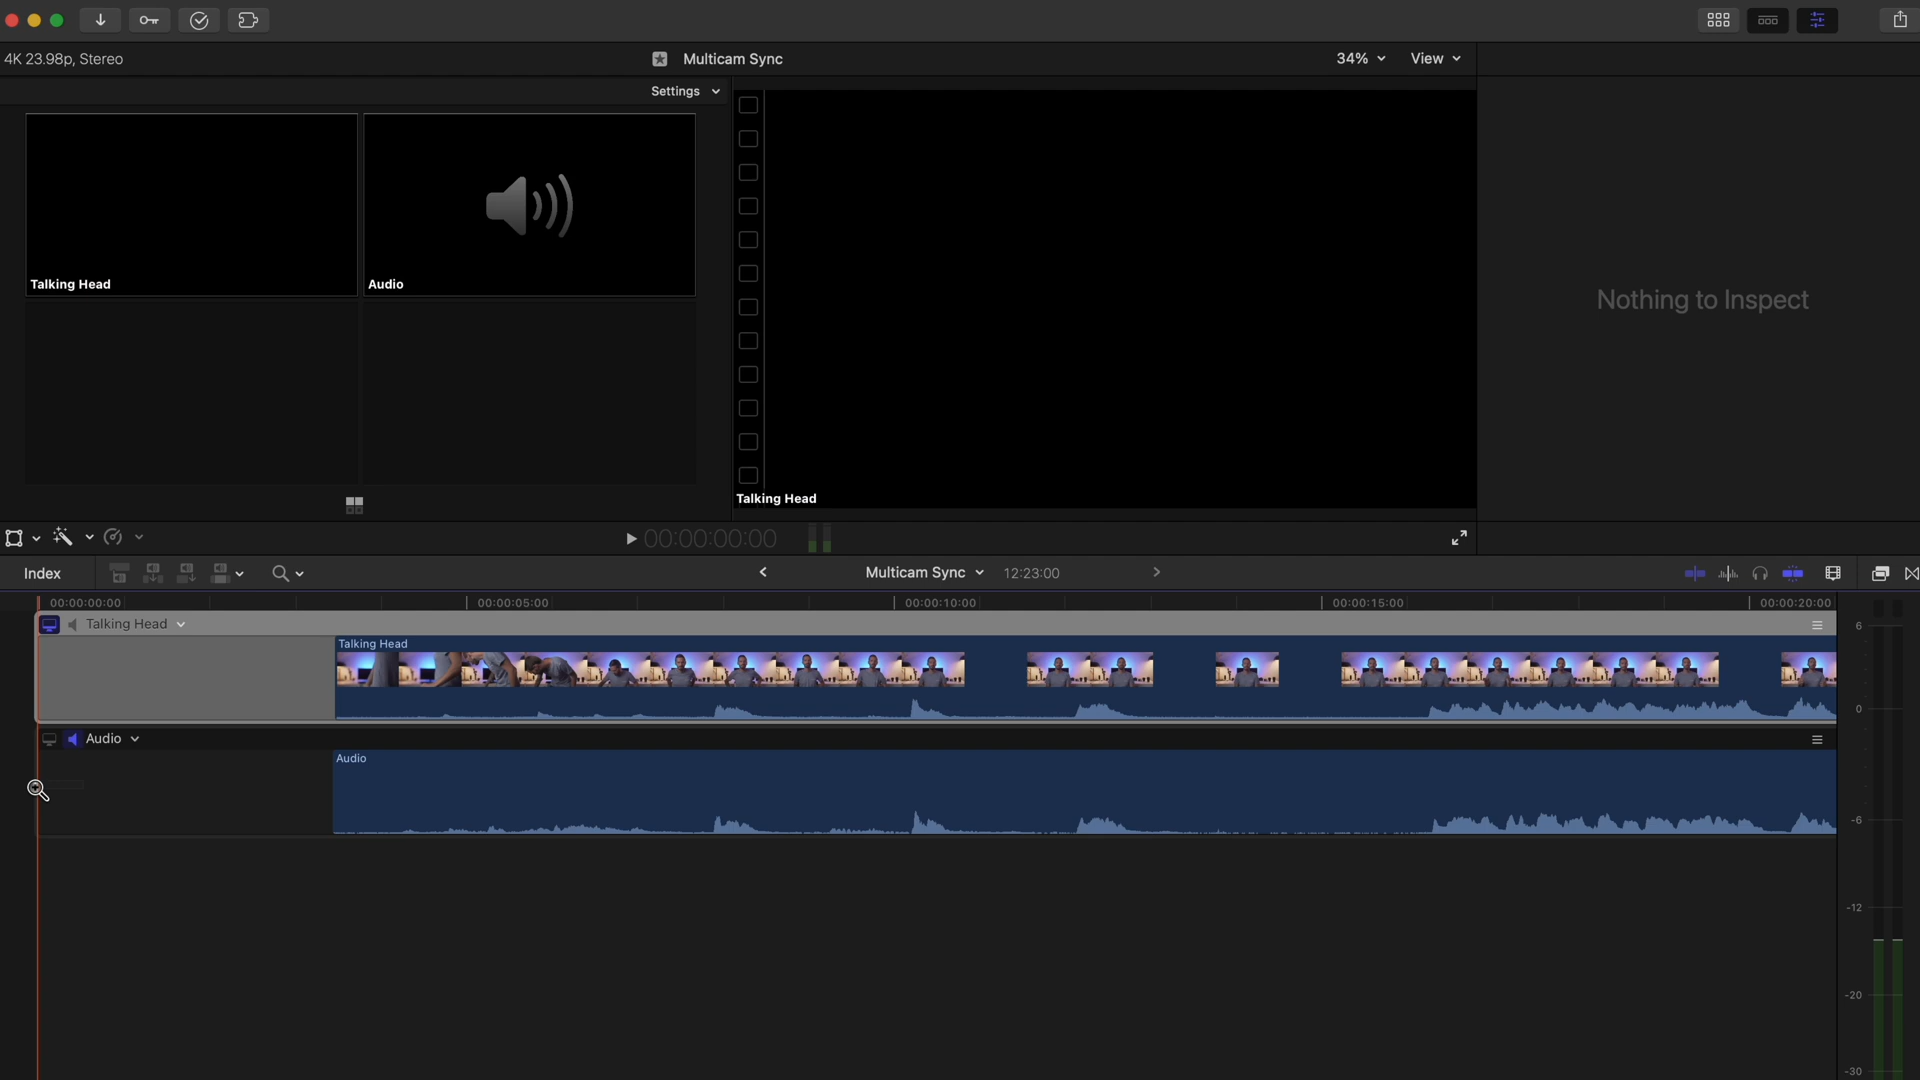 4K 23.98p, Stereo
Multicam Sync
34%
View
Settings
Talking Head
Audio
Talking Head
Nothing to Inspect
00:00:00:00
Index
Multicam Sync
12:23:00
00:00:00:00
00:00:05:00
00:00:10:00
00:00:15:00
00:00:20:00
Talking Head
Talking Head
Audio
Audio
6
0
-6
-12
-20
-30